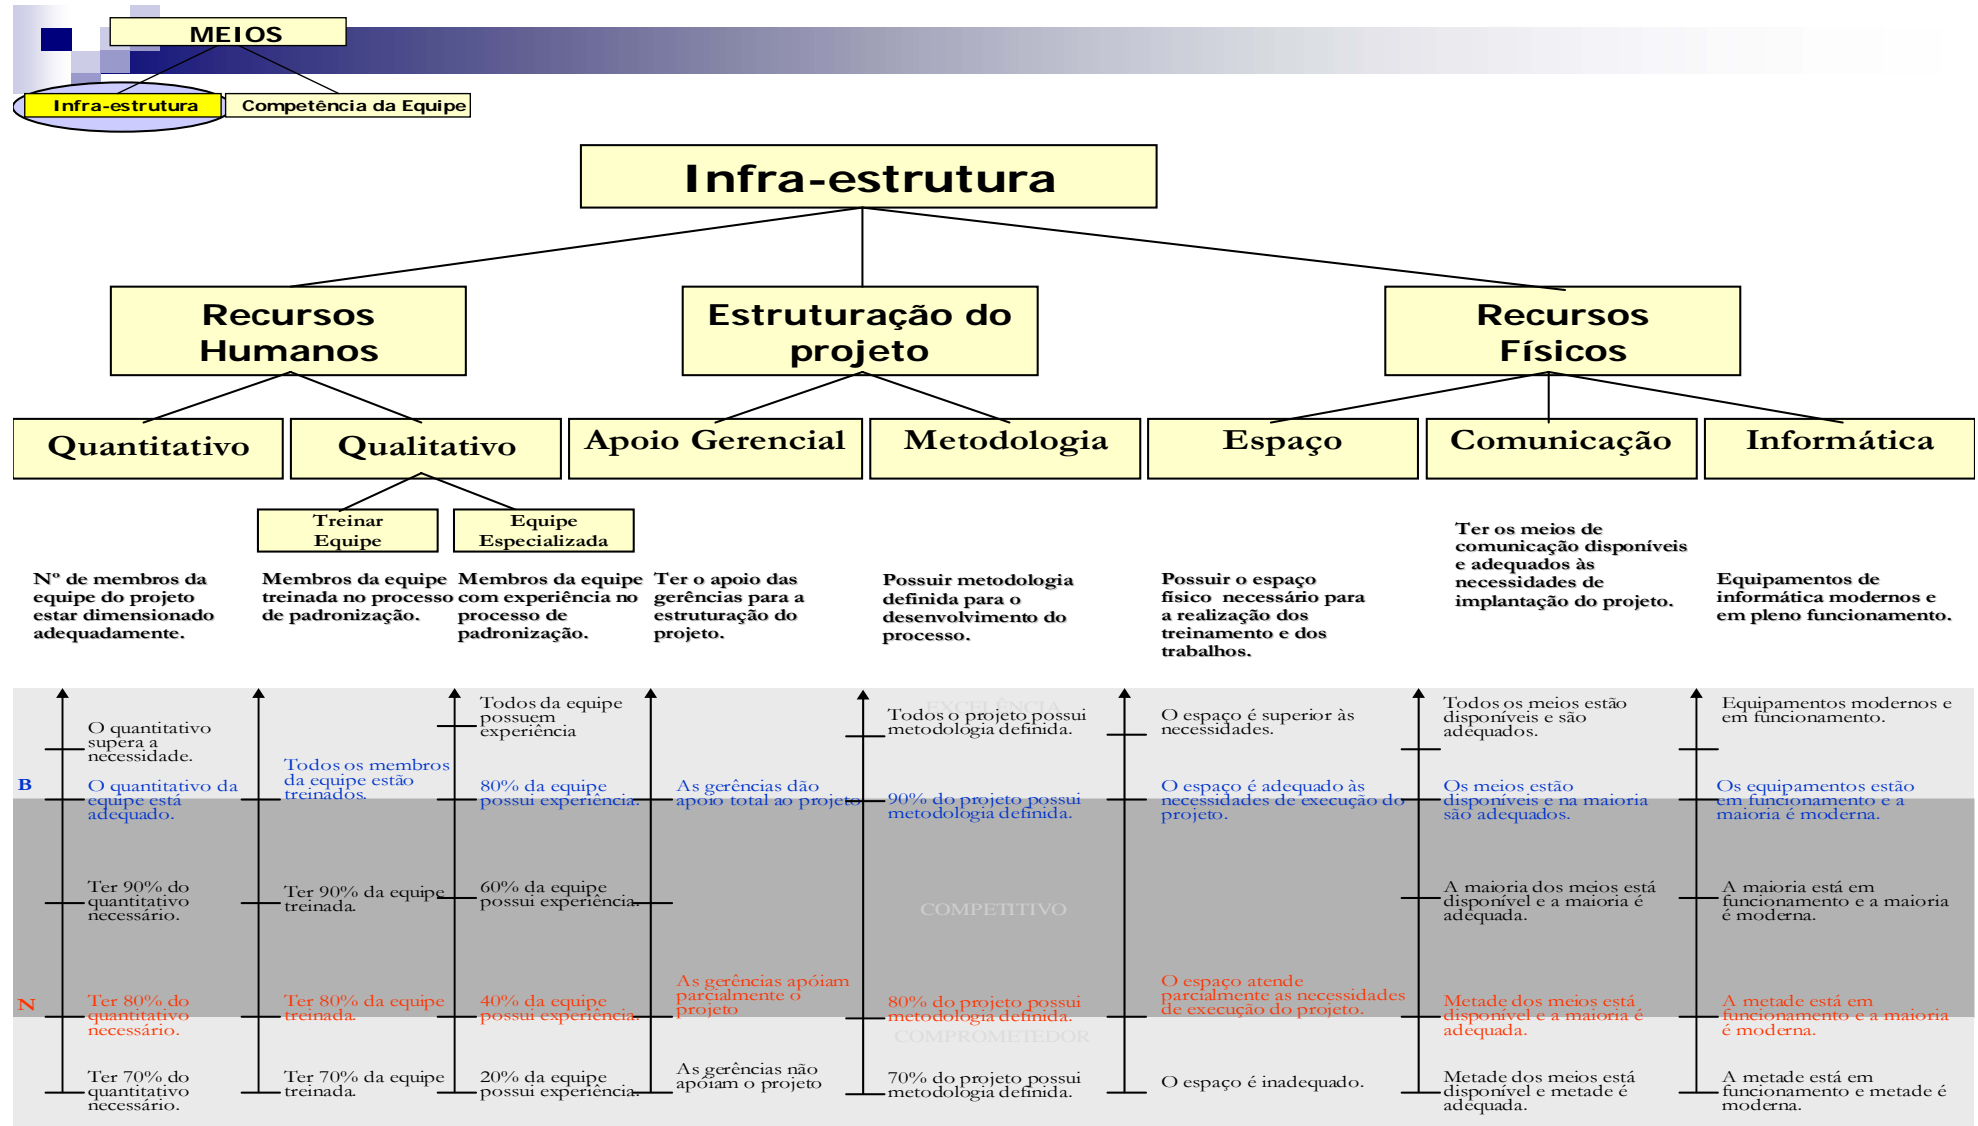 MEIOS
Infra-estrutura
Competência da Equipe
Infra-estrutura
Recursos
Humanos
Estruturação do
projeto
Recursos
Físicos
Quantitativo
Qualitativo
Apoio Gerencial
Metodologia
Espaço
Comunicação
Informática
Treinar
Equipe
Equipe
Especializada
Nº de membros da
equipe do projeto
estar dimensionado
adequadamente.
Membros da equipe
treinada no processo
de padronização.
Membros da equipe
com experiência no
processo de
padronização.
Ter o apoio das
gerências para a
estruturação do
projeto.
Possuir metodologia
definida para o
desenvolvimento do
processo.
Possuir o espaço
físico necessário para
a realização dos
treinamento e dos
trabalhos.
Ter os meios de
comunicação disponíveis
e adequados às
necessidades de
implantação do projeto.
Equipamentos de
informática modernos e
em pleno funcionamento.
B
N
O quantitativo
supera a
necessidade.
O quantitativo da
equipe está
adequado.
Ter 90% do
quantitativo
necessário.
Ter 80% do
quantitativo
necessário.
Ter 70% do
quantitativo
necessário.
Todos os membros
da equipe estão
treinados.
Ter 90% da equipe
treinada.
Ter 80% da equipe
treinada.
Ter 70% da equipe
treinada.
Todos da equipe
possuem
experiência
80% da equipe
possui experiência.
60% da equipe
possui experiência.
40% da equipe
possui experiência.
20% da equipe
possui experiência.
As gerências dão
apoio total ao projeto
As gerências apóiam
parcialmente o
projeto
As gerências não
apóiam o projeto
EXCELÊNCIA
Todos o projeto possui
metodologia definida.
90% do projeto possui
metodologia definida.
COMPETITIVO
80% do projeto possui
metodologia definida.
COMPROMETEDOR
70% do projeto possui
metodologia definida.
O espaço é superior às
necessidades.
O espaço é adequado às
necessidades de execução do
projeto.
O espaço atende
parcialmente as necessidades
de execução do projeto.
O espaço é inadequado.
Todos os meios estão
disponíveis e são
adequados.
Os meios estão
disponíveis e na maioria
são adequados.
A maioria dos meios está
disponível e a maioria é
adequada.
Metade dos meios está
disponível e a maioria é
adequada.
Metade dos meios está
disponível e metade é
adequada.
Equipamentos modernos e
em funcionamento.
Os equipamentos estão
em funcionamento e a
maioria é moderna.
A maioria está em
funcionamento e a maioria
é moderna.
A metade está em
funcionamento e a maioria
é moderna.
A metade está em
funcionamento e metade é
moderna.